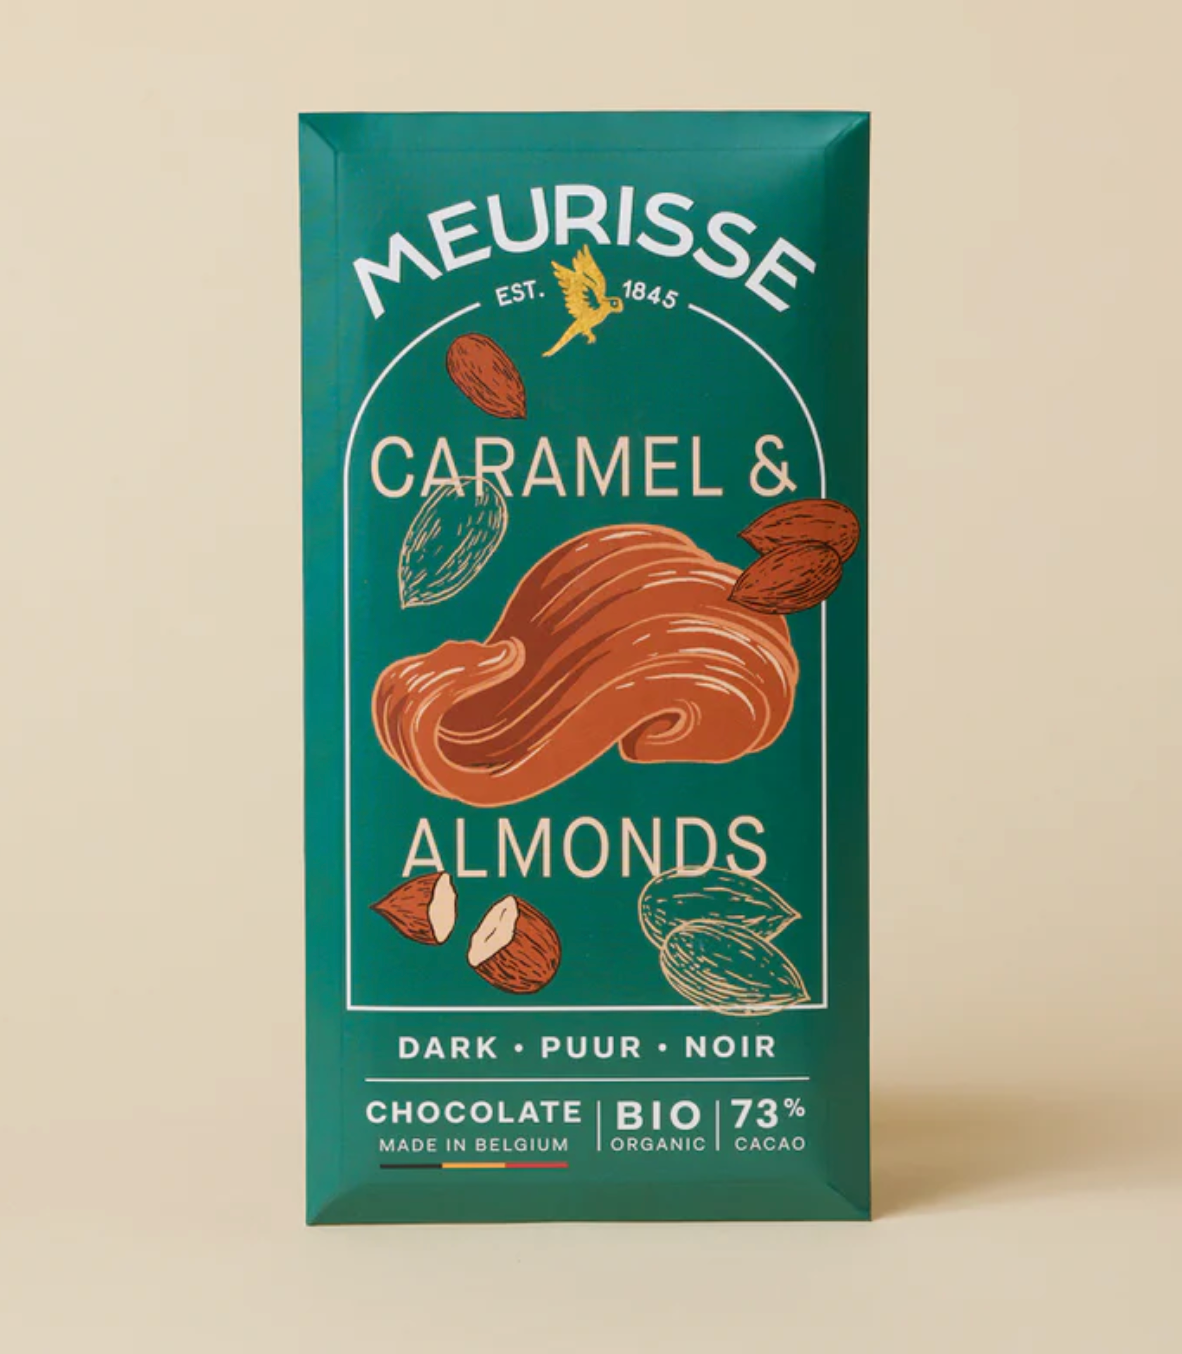 MEURISSE
EST. 1845
CARAMEL &
ALMONDS
DARK • PUUR • NOIR
CHOCOLATE | BIO | 73%
MADE IN BELGIUM ORGANIC CACAO